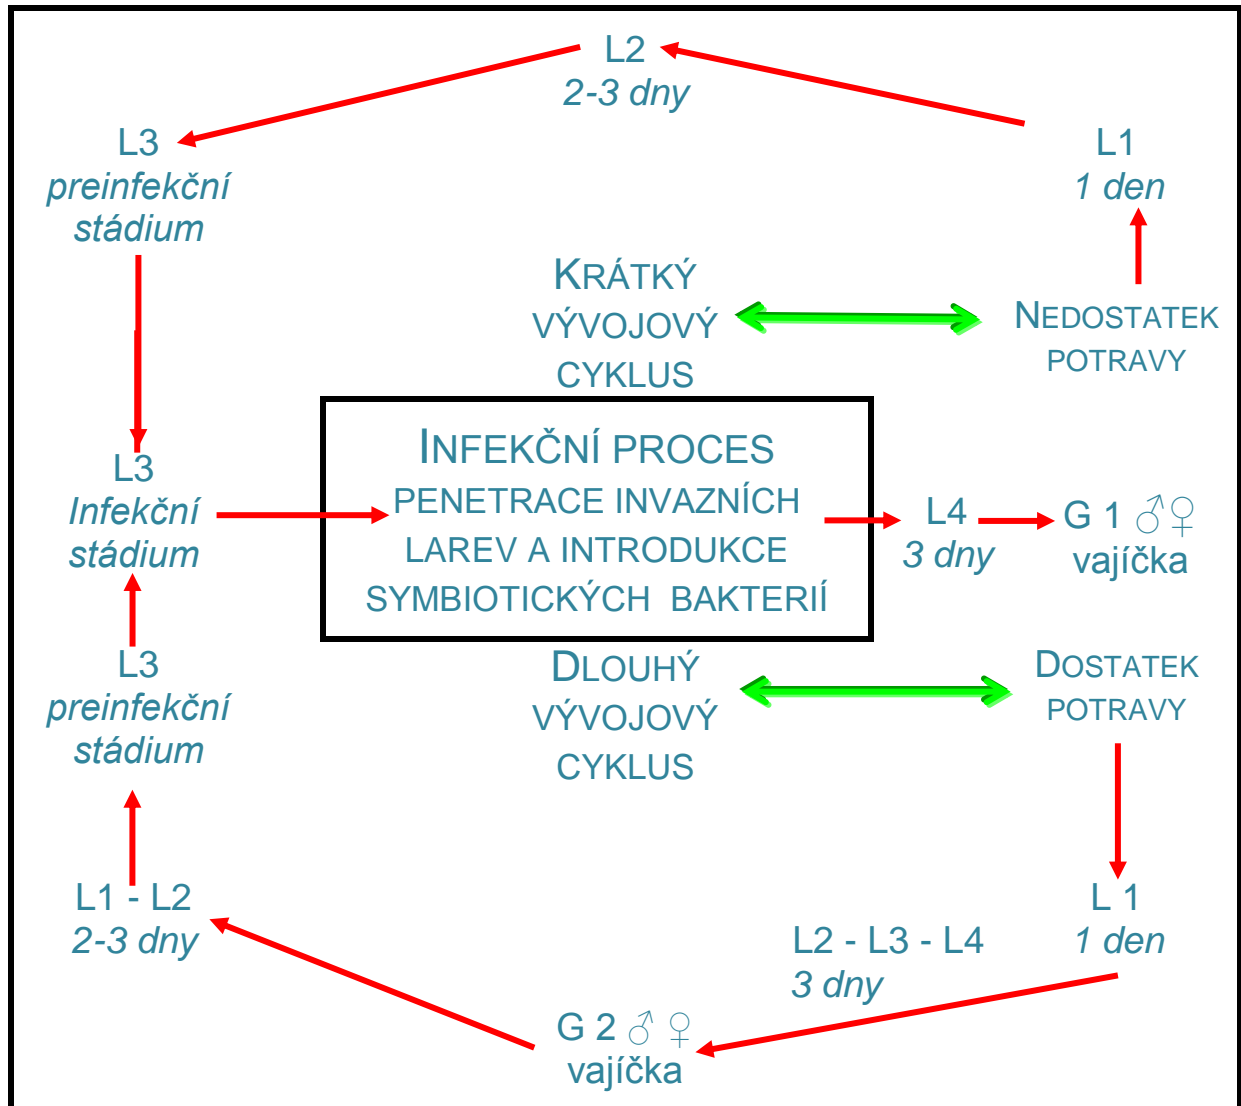 L2
2-3 dny
L3
preinfekční
stádium
L1
1 den
KRÁTKÝ
VÝVOJOVÝ
CYKLUS
NEDOSTATEK
POTRAVY
INFEKČNÍ PROCES
PENETRACE INVAZNÍCH
LAREV A INTRODUKCE
SYMBIOTICKÝCH BAKTERIÍ
L3
Infekční
stádium
L4
3 dny
G 1 ♂♀
vajíčka
L3
preinfekční
stádium
DLOUHÝ
VÝVOJOVÝ
CYKLUS
DOSTATEK
POTRAVY
L1 - L2
2-3 dny
L2 - L3 - L4
3 dny
L 1
1 den
G 2 ♂ ♀
vajíčka